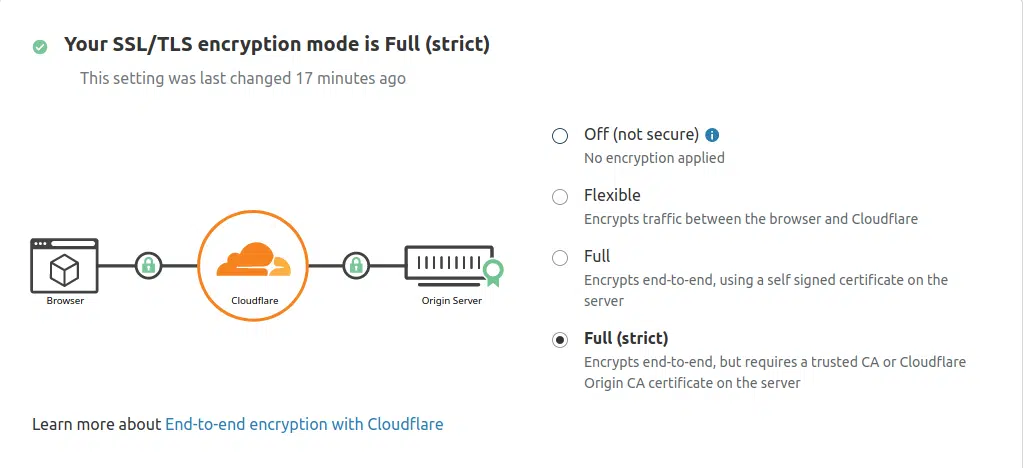 Your SSL/TLS encryption mode is Full (strict)
This setting was last changed 17 minutes ago
Browser
Cloudflare
Origin Server
Off (not secure)
No encryption applied
Flexible
Encrypts traffic between the browser and Cloudflare
Full
Encrypts end-to-end, using a self signed certificate on the
server
Full (strict)
Encrypts end-to-end, but requires a trusted CA or Cloudflare
Origin CA certificate on the server
Learn more about End-to-end encryption with Cloudflare